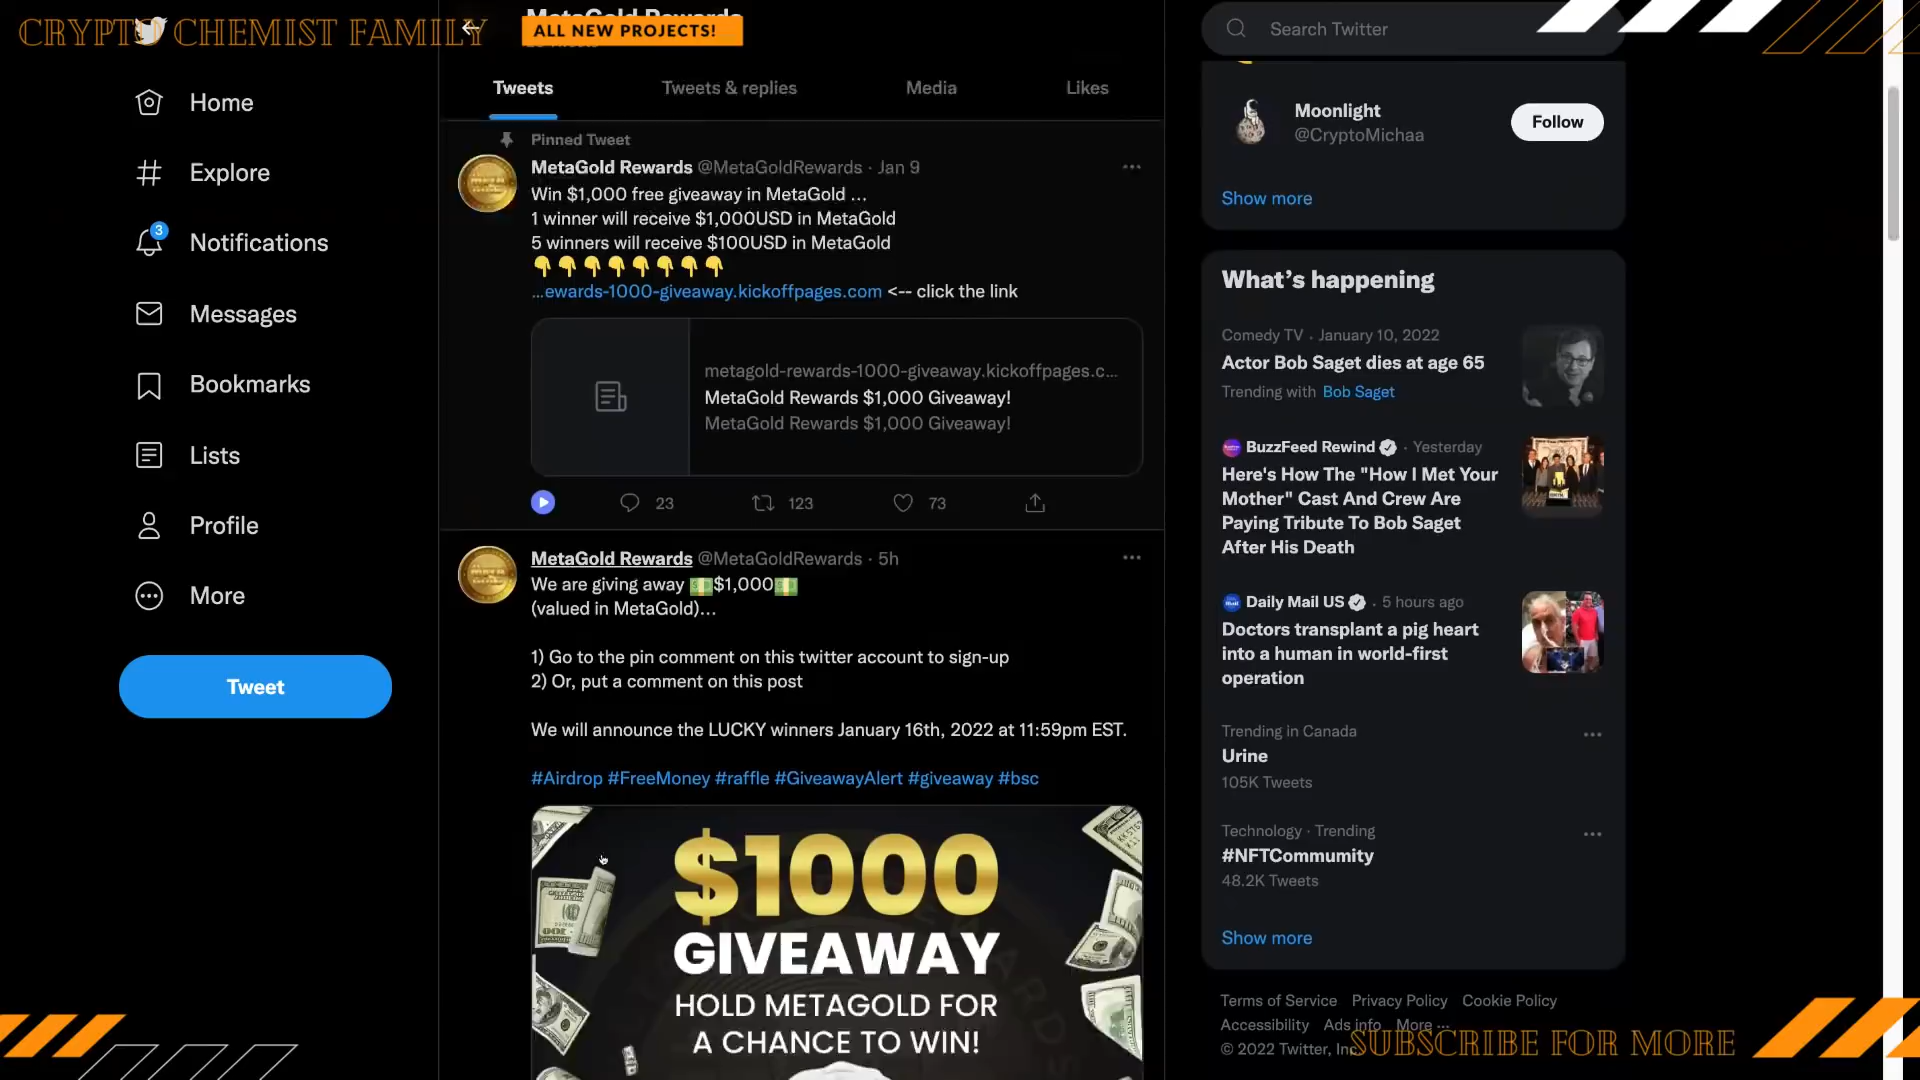 CRYPTO CHEMIST FAMILY
MetaGold Rewards
ALL NEW PROJECTS!
Home
Explore
3
Notifications
Messages
Bookmarks
Lists
Profile
More
Tweet
Tweets
Tweets & replies
Media
Likes
Pinned Tweet
MetaGold Rewards @MetaGoldRewards · Jan 9
Win $1,000 free giveaway in MetaGold ...
1 winner will receive $1,000USD in MetaGold
5 winners will receive $100USD in MetaGold
...ewards-1000-giveaway.kickoffpages.com <-- click the link
metagold-rewards-1000-giveaway.kickoffpages.c...
MetaGold Rewards $1,000 Giveaway!
MetaGold Rewards $1,000 Giveaway!
23
123
73
MetaGold Rewards @MetaGoldRewards · 5h
We are giving away 💵$1,000💵
(valued in MetaGold)...
1) Go to the pin comment on this twitter account to sign-up
2) Or, put a comment on this post
We will announce the LUCKY winners January 16th, 2022 at 11:59pm EST.
#Airdrop #FreeMoney #raffle #GiveawayAlert #giveaway #bsc
$1000
GIVEAWAY
HOLD METAGOLD FOR
A CHANCE TO WIN!
Search Twitter
Moonlight
@CryptoMichaa
Follow
Show more
What's happening
Comedy TV · January 10, 2022
Actor Bob Saget dies at age 65
Trending with Bob Saget
BuzzFeed Rewind · Yesterday
Here's How The "How I Met Your
Mother" Cast And Crew Are
Paying Tribute To Bob Saget
After His Death
Daily Mail US · 5 hours ago
Doctors transplant a pig heart
into a human in world-first
operation
Trending in Canada
Urine
105K Tweets
Technology · Trending
#NFTCommumity
48.2K Tweets
Show more
Terms of Service Privacy Policy Cookie Policy
Accessibility Ads info More ...
© 2022 Twitter, Inc.
SUBSCRIBE FOR MORE